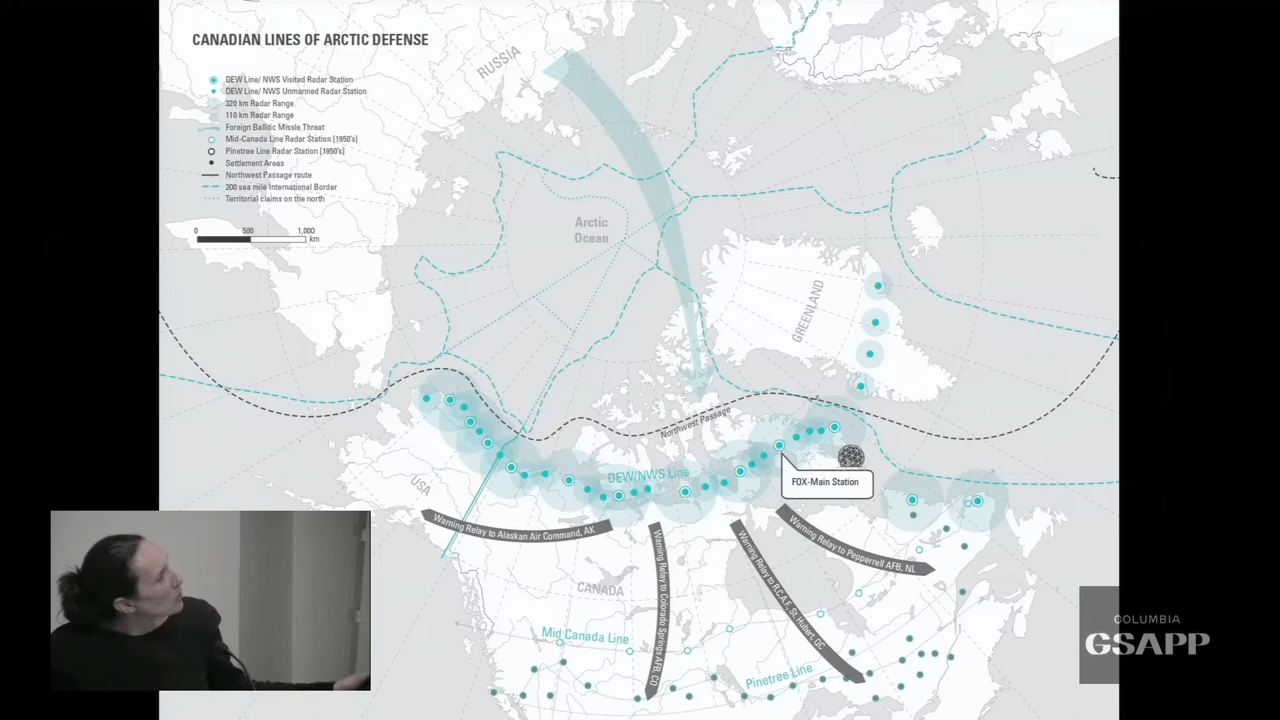 CANADIAN LINES OF ARCTIC DEFENSE
DEW Line/ NWS Visited Radar Station
DEW Line/ NWS Unmanned Radar Station
320 km Radar Range
110 km Radar Range
Foreign Ballitic Missle Threat
Mid-Canada Line Radar Station [1950's]
Pinetree Line Radar Station [1950's]
Settlement Areas
Northwest Passage route
200 sea mile International Border
Territorial claims on the north
0 500 1,000
km
RUSSIA
Arctic
Ocean
GREENLAND
Northwest Passage
DEW/NWS Line
FOX-Main Station
USA
Warning Relay to Alaskan Air Command, AK
Warning Relay to Colorado Springs AFB, CO
Warning Relay to R.C.A.F, St Hubert, QC
Warning Relay to Pepperrell AFB, NL
CANADA
Mid Canada Line
Pinetree Line
COLUMBIA
GSAPP